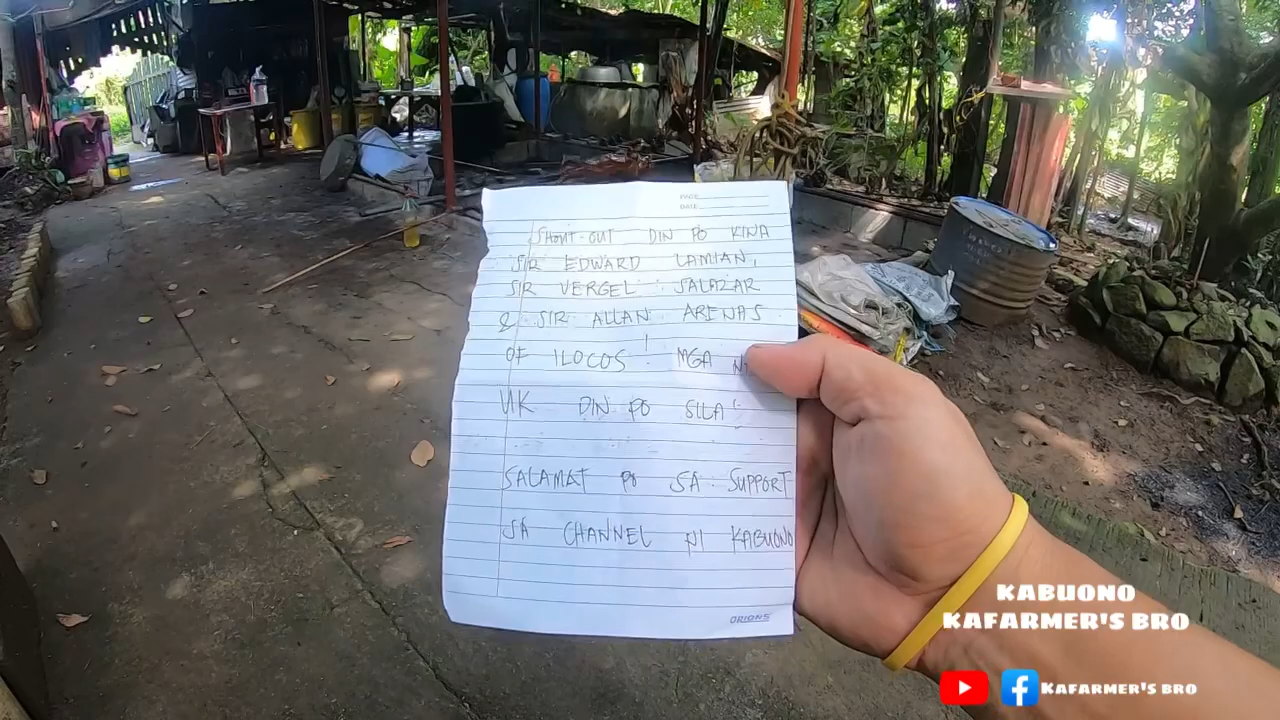 PAGE
DATE
SHOUT-OUT DIN PO KINA
SIR EDWARD LAMIAN,
SIR VERGEL SALAZAR
& SIR ALLAN ARENAS
OF ILOCOS! MGA
UK DIN PO SILA!
SALAMAT PO SA SUPPORT
SA CHANNEL NI KABUONO
ORIONS
KABUONO
KAFARMER'S BRO
KAFARMER'S BRO